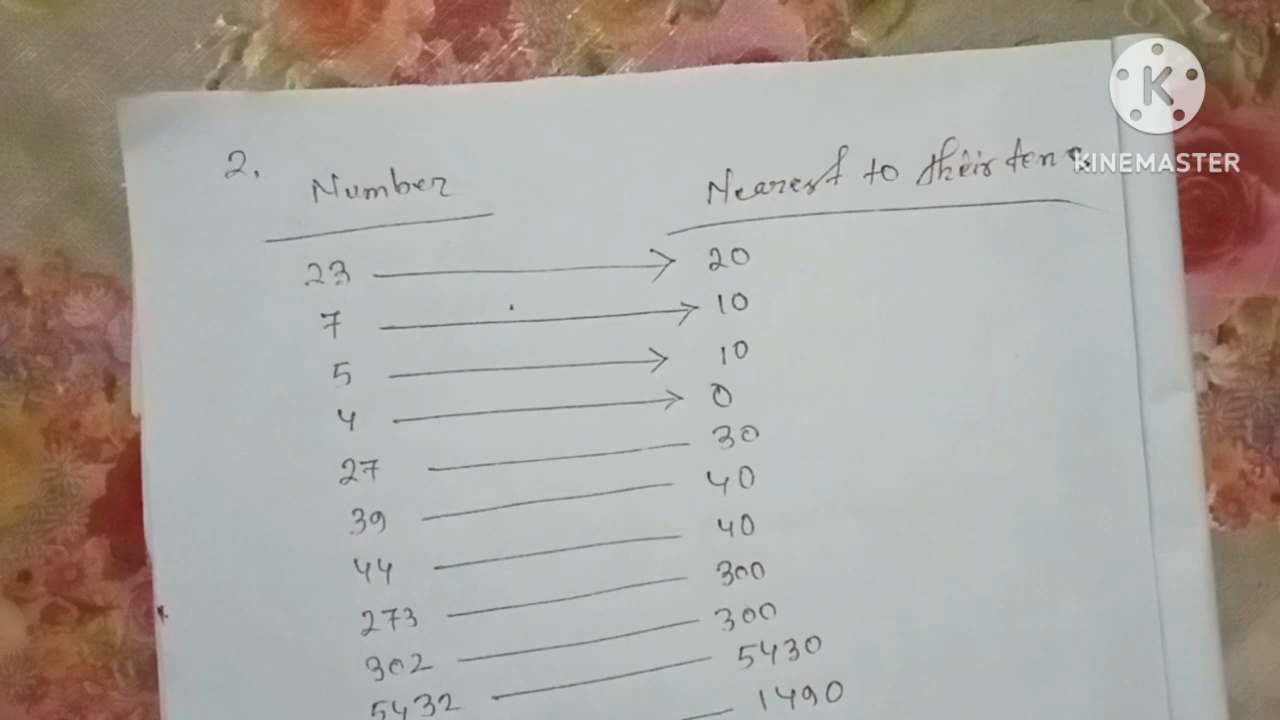 2. Number Nearest to their tens
23 → 20
7 → 10
5 → 10
4 → 0
27 — 30
39 — 40
44 — 40
273 — 300
302 — 300
5432 — 5430
1490
K
KINEMASTER